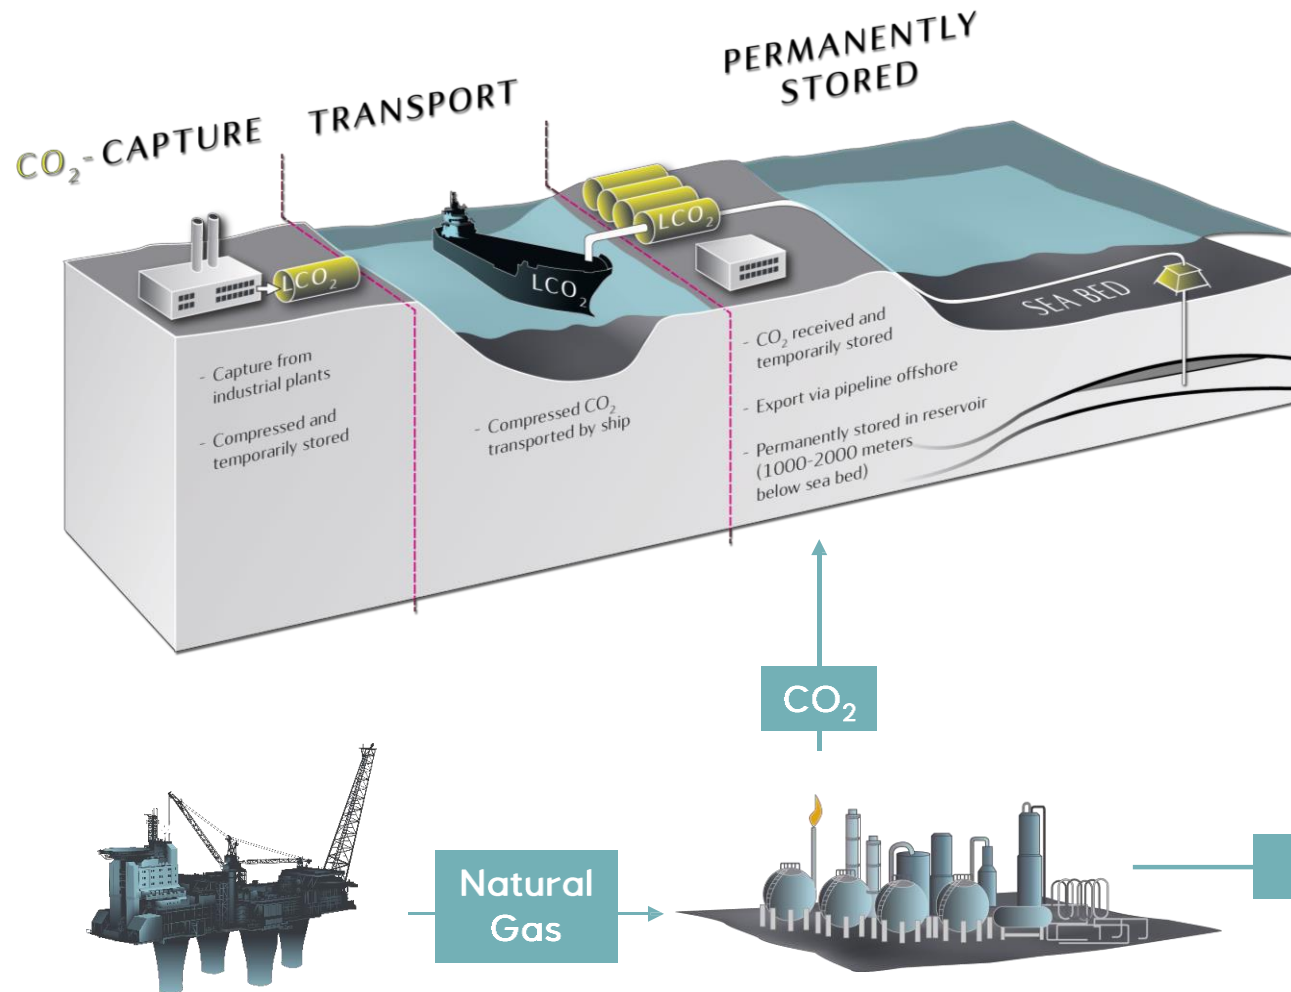 CO₂-CAPTURE
TRANSPORT
PERMANENTLY
STORED
LCO₂
LCO₂
LCO₂
SEA BED
- Capture from
industrial plants
- Compressed and
temporarily stored
- Compressed CO₂
transported by ship
- CO₂ received and
temporarily stored
- Export via pipeline offshore
- Permanently stored in reservoir
(1000-2000 meters
below sea bed)
CO₂
Natural
Gas